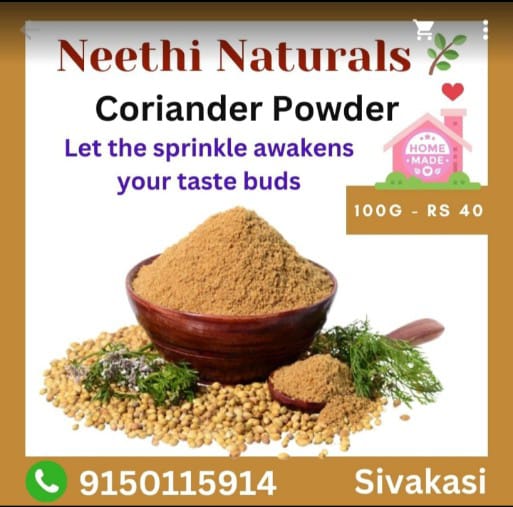 Neethi Naturals
Coriander Powder
Let the sprinkle awakens
your taste buds
HOME
MADE
100G - RS 40
9150115914
Sivakasi